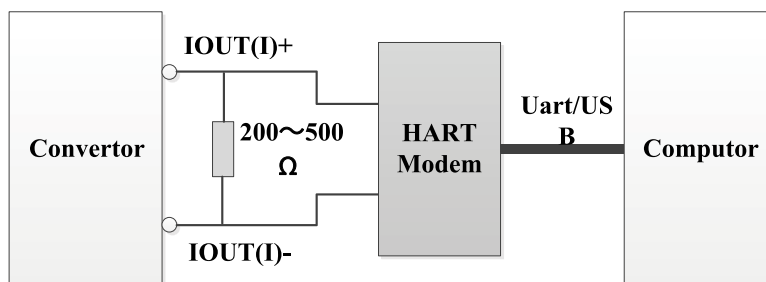 IOUT(I)+
Convertor
200～500
Ω
HART
Modem
Uart/US
B
Computor
IOUT(I)-